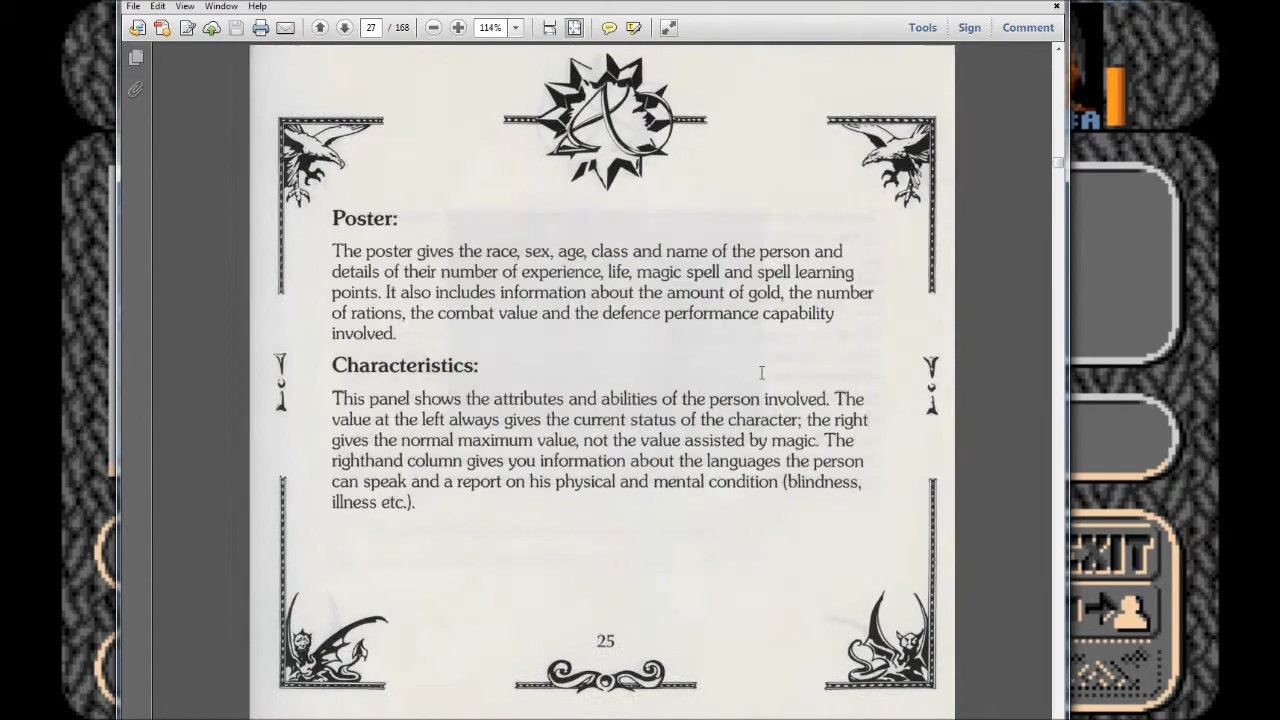 File Edit View Window Help
27 / 168 114% Tools Sign Comment
Poster:
The poster gives the race, sex, age, class and name of the person and
details of their number of experience, life, magic spell and spell learning
points. It also includes information about the amount of gold, the number
of rations, the combat value and the defence performance capability
involved.
Characteristics:
This panel shows the attributes and abilities of the person involved. The
value at the left always gives the current status of the character; the right
gives the normal maximum value, not the value assisted by magic. The
righthand column gives you information about the languages the person
can speak and a report on his physical and mental condition (blindness,
illness etc.).
25
EXIT